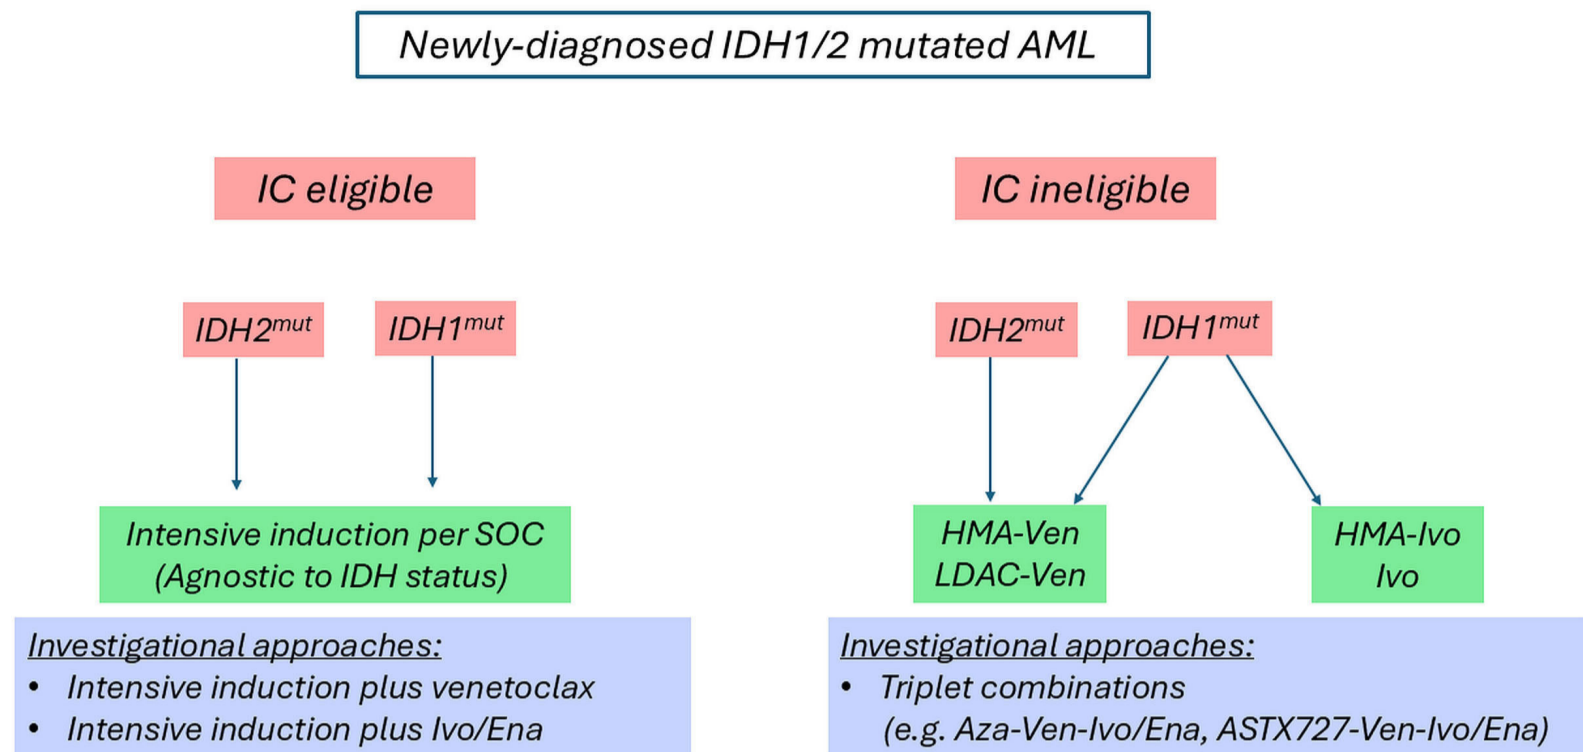 Newly-diagnosed IDH1/2 mutated AML
IC eligible
IC ineligible
IDH2mut
IDH1mut
IDH2mut
IDH1mut
Intensive induction per SOC
(Agnostic to IDH status)
HMA-Ven
LDAC-Ven
HMA-Ivo
Ivo
Investigational approaches:
• Intensive induction plus venetoclax
• Intensive induction plus Ivo/Ena
Investigational approaches:
• Triplet combinations
(e.g. Aza-Ven-Ivo/Ena, ASTX727-Ven-Ivo/Ena)